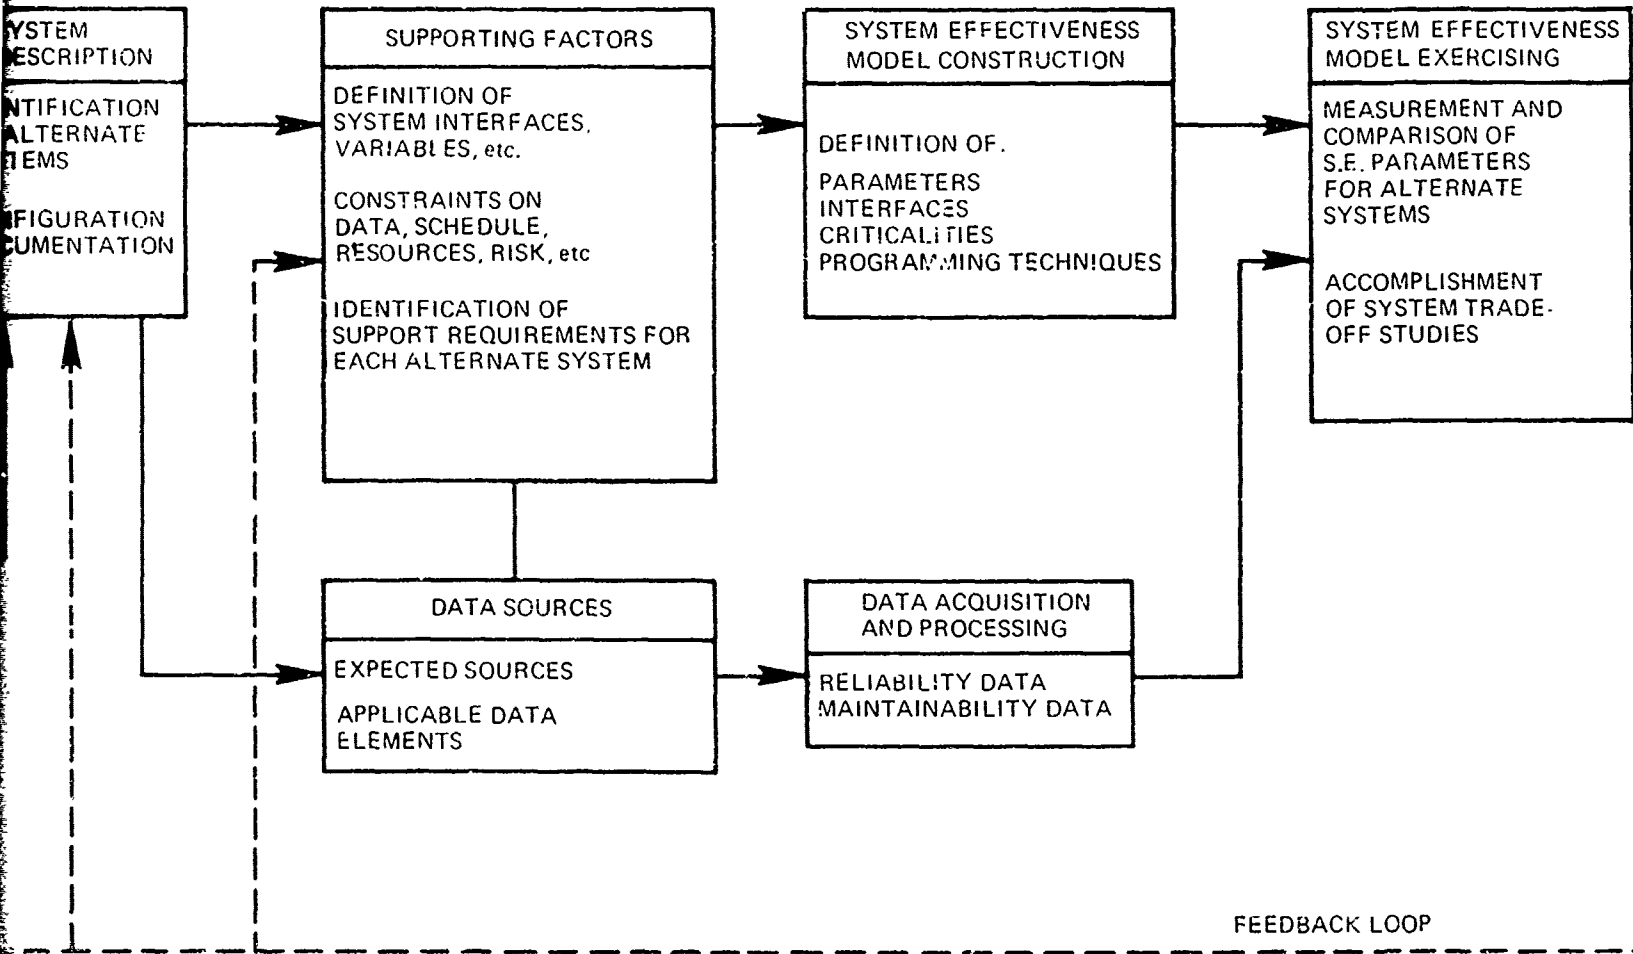 YSTEM
ESCRIPTION
NTIFICATION
ALTERNATE
TEMS
FIGURATION
CUMENTATION
SUPPORTING FACTORS
DEFINITION OF
SYSTEM INTERFACES,
VARIABLES, etc.
CONSTRAINTS ON
DATA, SCHEDULE,
RESOURCES, RISK, etc
IDENTIFICATION OF
SUPPORT REQUIREMENTS FOR
EACH ALTERNATE SYSTEM
SYSTEM EFFECTIVENESS
MODEL CONSTRUCTION
DEFINITION OF.
PARAMETERS
INTERFACES
CRITICALITIES
PROGRAMMING TECHNIQUES
SYSTEM EFFECTIVENESS
MODEL EXERCISING
MEASUREMENT AND
COMPARISON OF
S.E. PARAMETERS
FOR ALTERNATE
SYSTEMS
ACCOMPLISHMENT
OF SYSTEM TRADE-
OFF STUDIES
DATA SOURCES
EXPECTED SOURCES
APPLICABLE DATA
ELEMENTS
DATA ACQUISITION
AND PROCESSING
RELIABILITY DATA
MAINTAINABILITY DATA
FEEDBACK LOOP